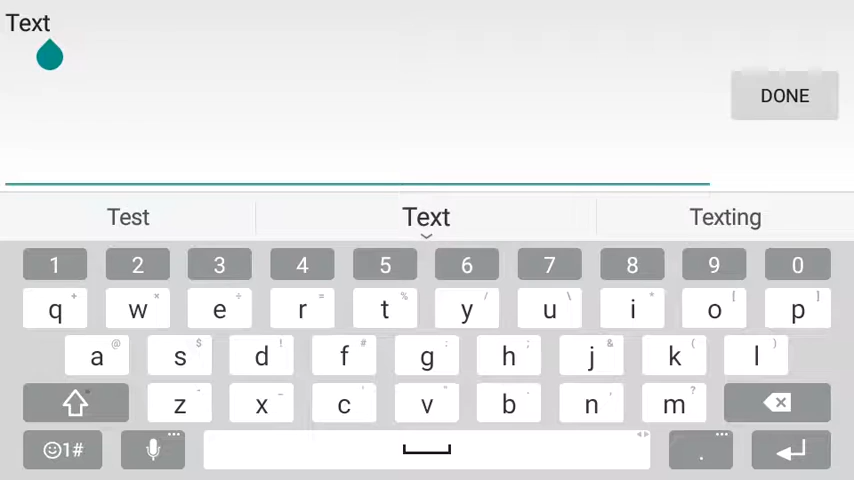 Text
DONE
Test Text Texting
1 2 3 4 5 6 7 8 9 0
q + w × e ÷ r = t % y / u \ i * o [ p ]
a @ s $ d ! f # g : h ; j & k ( l )
z - x _ c ' v " b . n , m ?
1# .